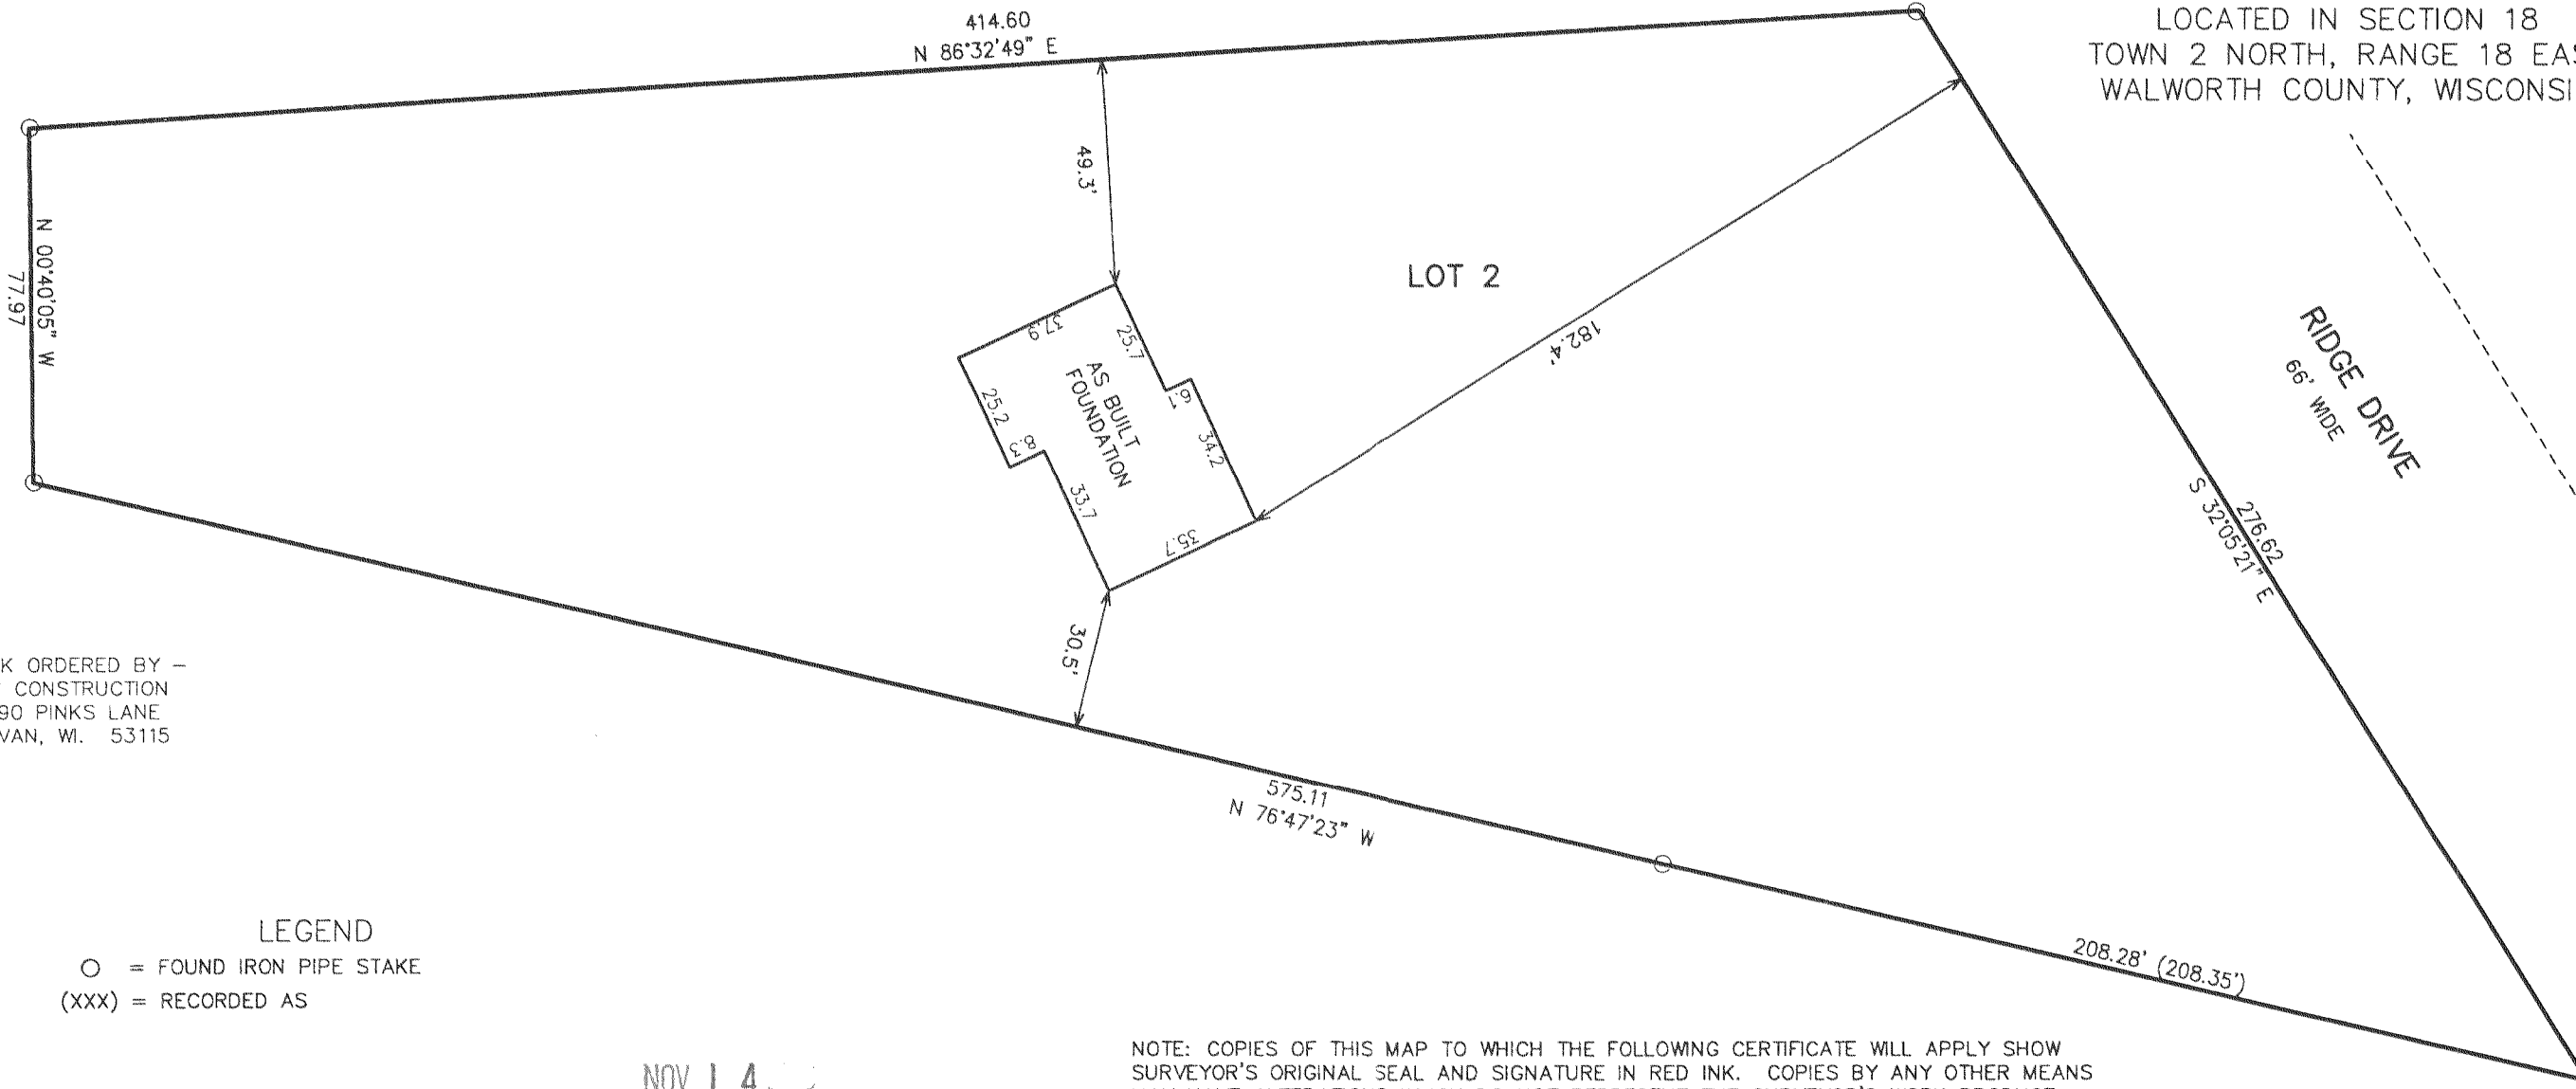 414.60
N 86°32'49" E
LOCATED IN SECTION 18
TOWN 2 NORTH, RANGE 18
WALWORTH COUNTY,
49.3'
LOT 2
182.4'
N 00°40'05" W
77.97
37.9
25.7
6.7
34.2
AS BUILT
FOUNDATION
25.2
8.3
33.7
35.7
30.5'
RIDGE DRIVE
66' WIDE
276.62
S 32°05'21" E
K ORDERED BY –
CONSTRUCTION
90 PINKS LANE
VAN, WI. 53115
575.11
N 76°47'23" W
208.28' (208.35')
LEGEND
O = FOUND IRON PIPE STAKE
(XXX) = RECORDED AS
NOV 14
NOTE: COPIES OF THIS MAP TO WHICH THE FOLLOWING CERTIFICATE WILL APPLY SHOW
SURVEYOR'S ORIGINAL SEAL AND SIGNATURE IN RED INK. COPIES BY ANY OTHER MEANS